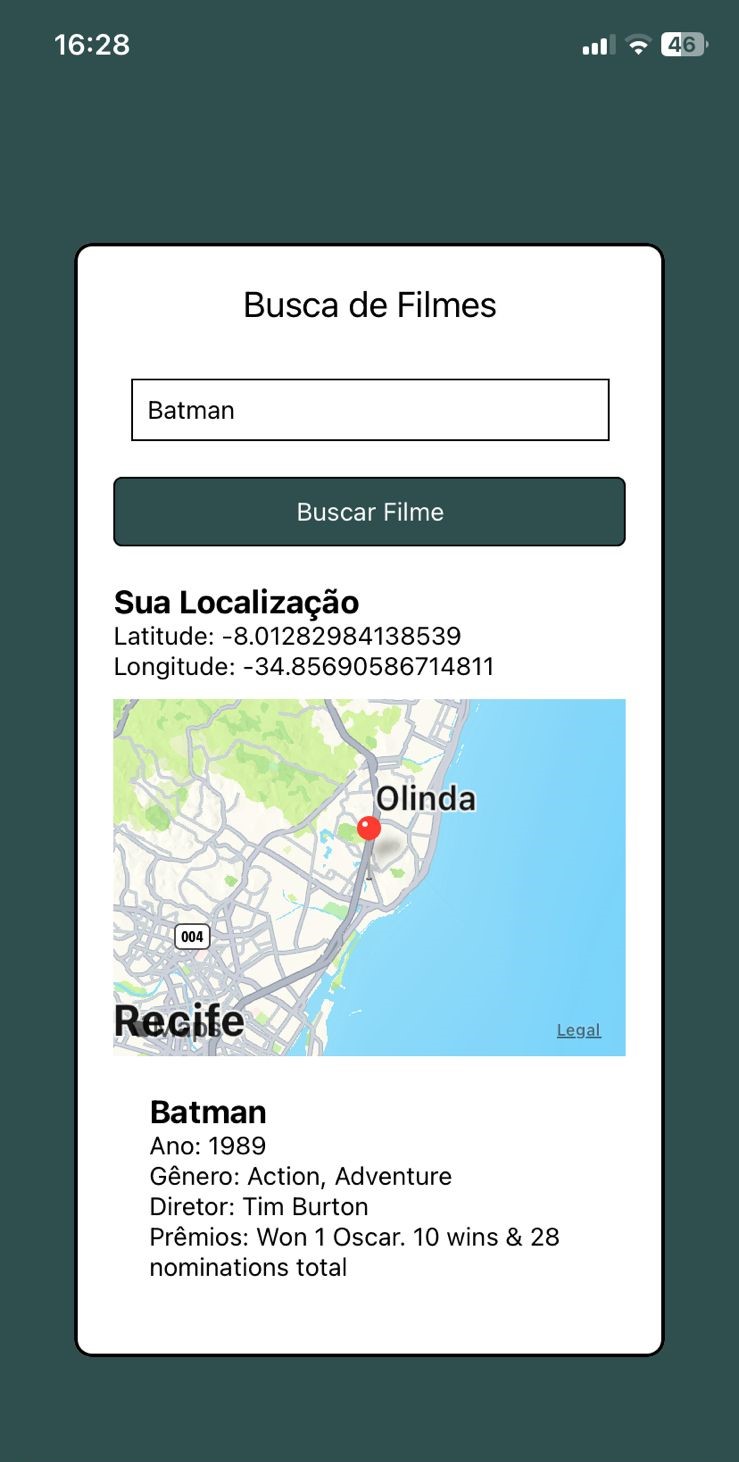 16:28
46
Busca de Filmes
Batman
Buscar Filme
Sua Localização
Latitude: -8.01282984138539
Longitude: -34.85690586714811
Olinda
004
Recife
Maps
Legal
Batman
Ano: 1989
Gênero: Action, Adventure
Diretor: Tim Burton
Prêmios: Won 1 Oscar. 10 wins & 28
nominations total